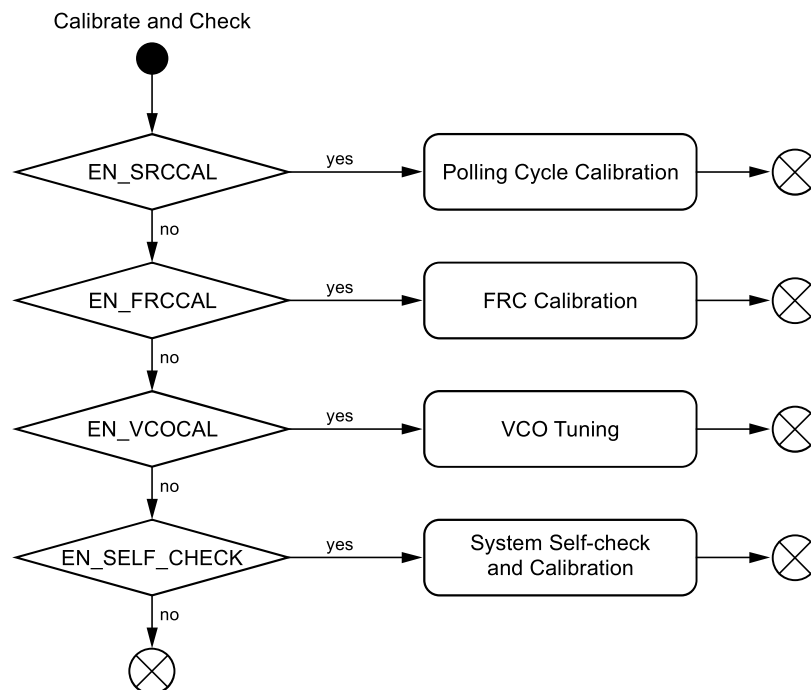 Calibrate and Check
EN_SRCCAL
yes
Polling Cycle Calibration
no
EN_FRCCAL
yes
FRC Calibration
no
EN_VCOCAL
yes
VCO Tuning
no
EN_SELF_CHECK
yes
System Self-check
and Calibration
no